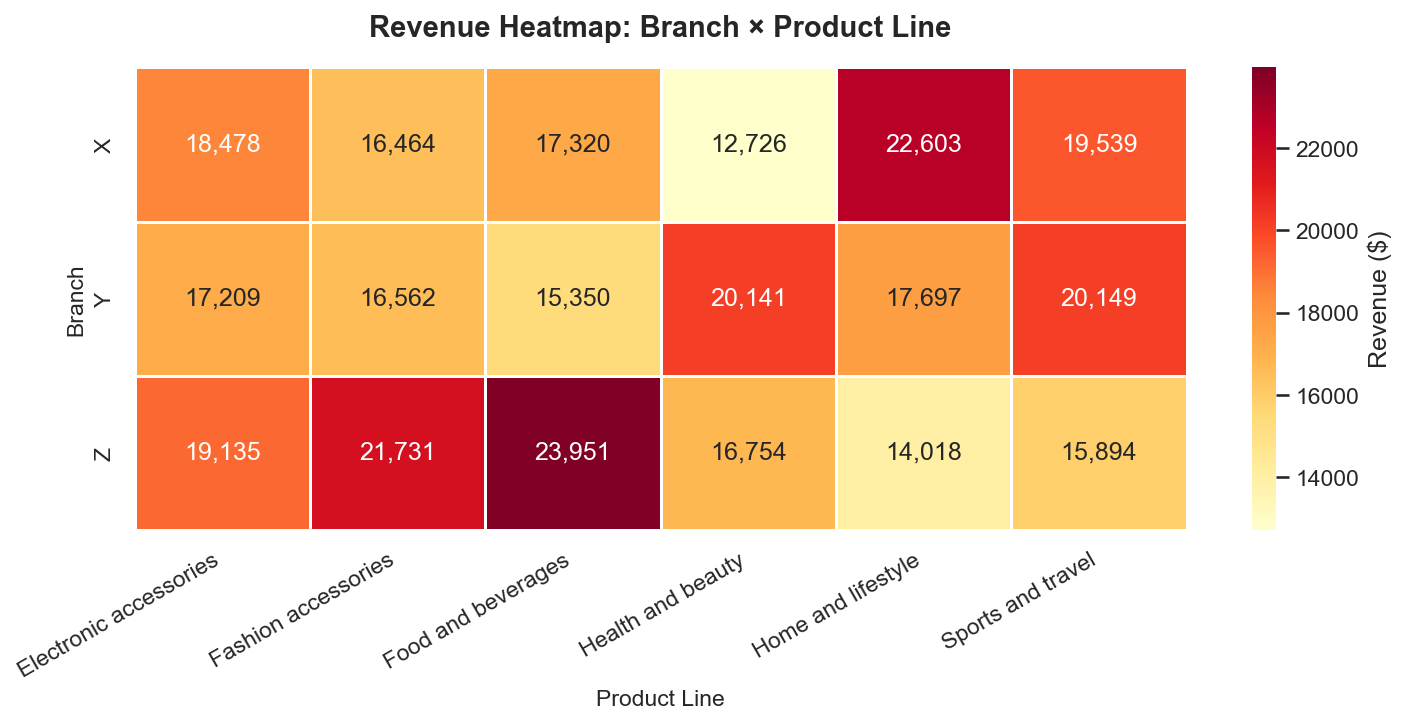 Revenue Heatmap: Branch × Product Line
X 18,478 16,464 17,320 12,726 22,603 19,539
Y 17,209 16,562 15,350 20,141 17,697 20,149
Z 19,135 21,731 23,951 16,754 14,018 15,894
Branch
Electronic accessories
Fashion accessories
Food and beverages
Health and beauty
Home and lifestyle
Sports and travel
Product Line
22000
20000
18000
16000
14000
Revenue ($)